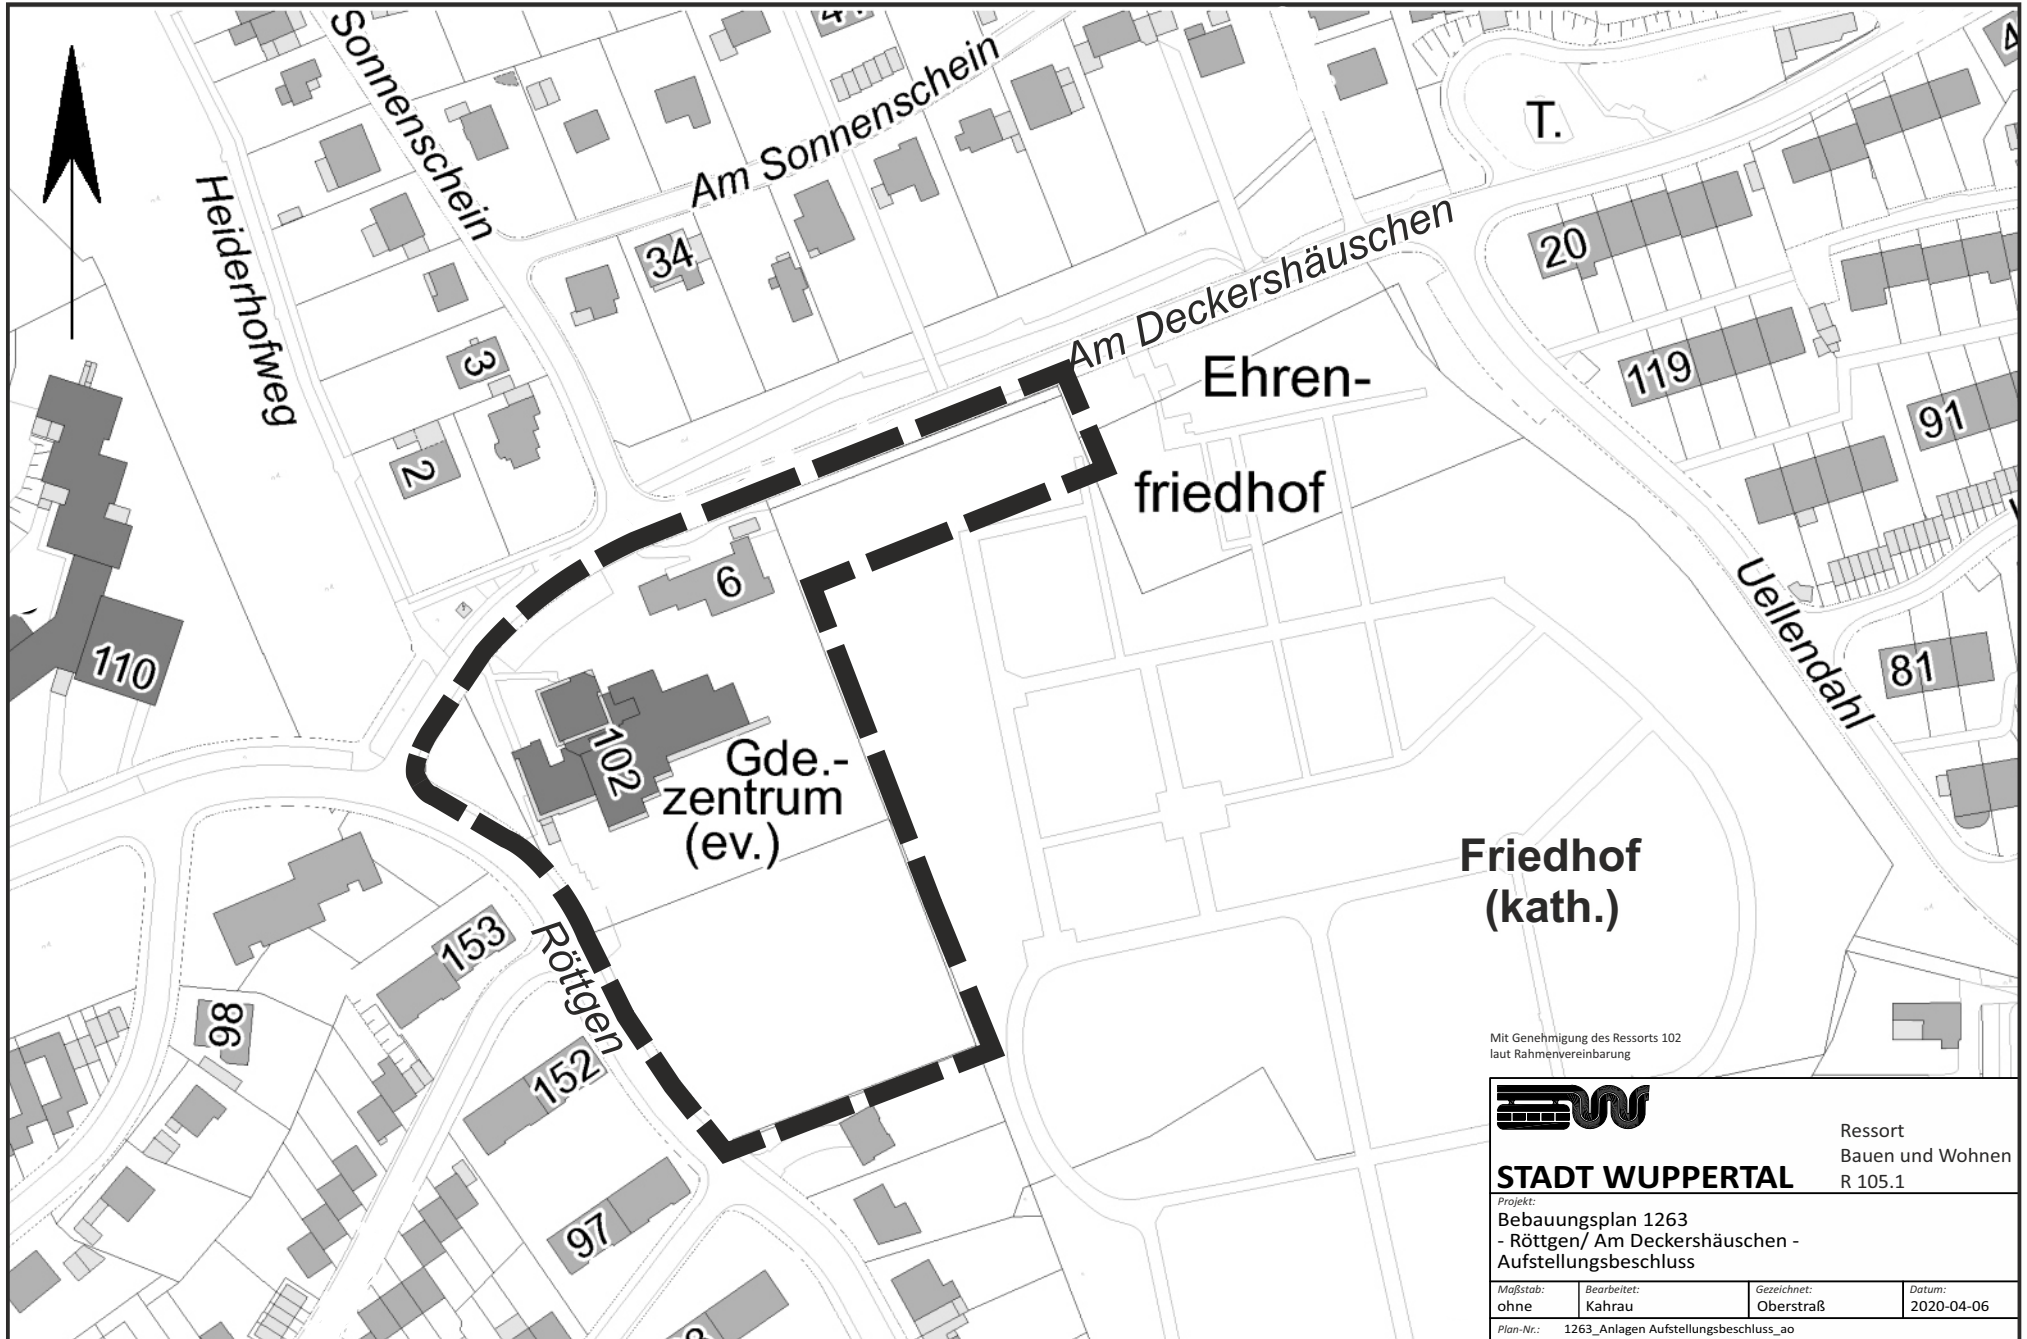 Sonnenschein
Am Sonnenschein
Heiderhofweg
T.
34
20
Am Deckershäuschen
3
119
Ehren-
91
2
friedhof
6
Uellendahl
110
81
102
Gde.-
zentrum
(ev.)
Friedhof
(kath.)
153
Röttgen
98
152
97
Mit Genehmigung des Ressorts 102
laut Rahmenvereinbarung
Ressort
Bauen und Wohnen
STADT WUPPERTAL
R 105.1
Projekt:
Bebauungsplan 1263
- Röttgen/ Am Deckershäuschen -
Aufstellungsbeschluss
Maßstab:
ohne
Bearbeitet:
Kahrau
Gezeichnet:
Oberstraß
Datum:
2020-04-06
Plan-Nr.: 1263_Anlagen Aufstellungsbeschluss_ao